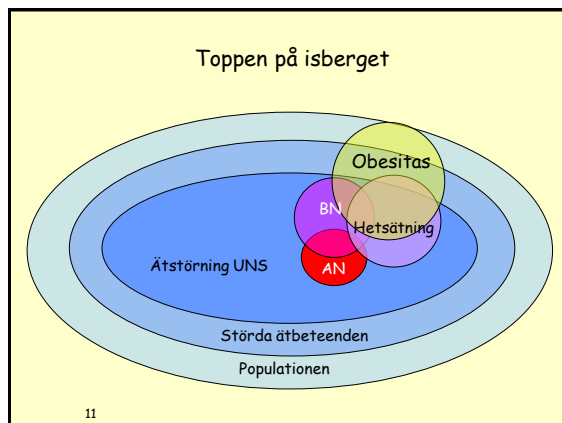 Toppen på isberget
Obesitas
BN
Hetsätning
AN
Ätstörning UNS
Störda ätbeteenden
Populationen
11